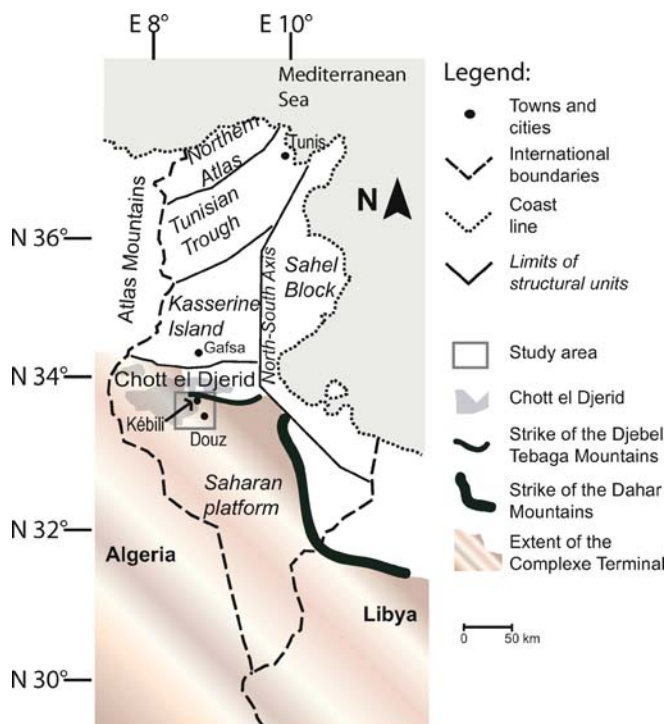 E 8° E 10°
Mediterranean
Sea
Tunis
Northern
Atlas
Tunisian
Trough
Atlas Mountains
N
N 36°
Sahel
Block
North-South Axis
Kasserine
Island
Gafsa
N 34°
Chott el Djerid
Kébili
Douz
Saharan
platform
N 32°
Algeria
Libya
N 30°
Legend:
Towns and
cities
International
boundaries
Coast
line
Limits of
structural units
Study area
Chott el Djerid
Strike of the Djebel
Tebaga Mountains
Strike of the Dahar
Mountains
Extent of the
Complexe Terminal
0 50 km